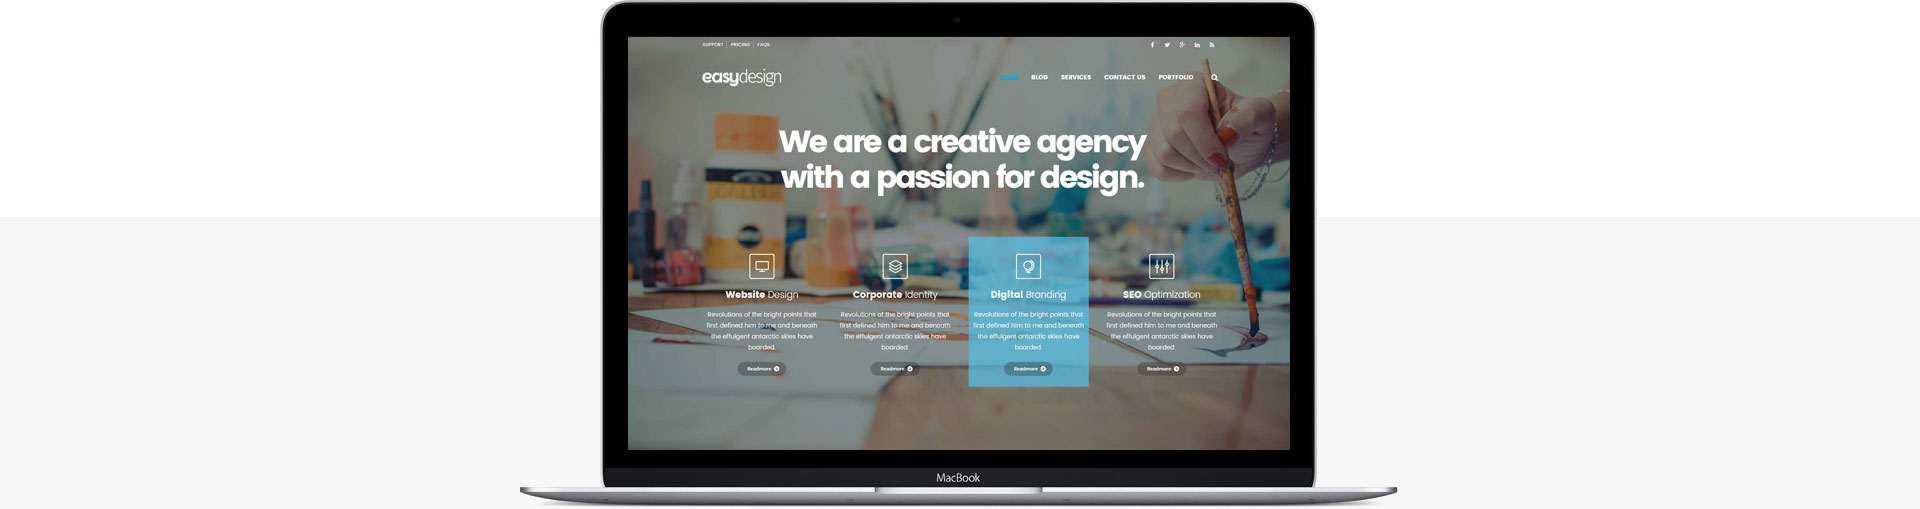 SUPPORT | PRICING | FAQS
easydesign
HOME BLOG SERVICES CONTACT US PORTFOLIO
We are a creative agency
with a passion for design.
Website Design
Revolutions of the bright points that
first defined him to me and beneath
the effulgent antarctic skies have
boarded.
Readmore
Corporate Identity
Revolutions of the bright points that
first defined him to me and beneath
the effulgent antarctic skies have
boarded.
Readmore
Digital Branding
Revolutions of the bright points that
first defined him to me and beneath
the effulgent antarctic skies have
boarded.
Readmore
SEO Optimization
Revolutions of the bright points that
first defined him to me and beneath
the effulgent antarctic skies have
boarded.
Readmore
MacBook